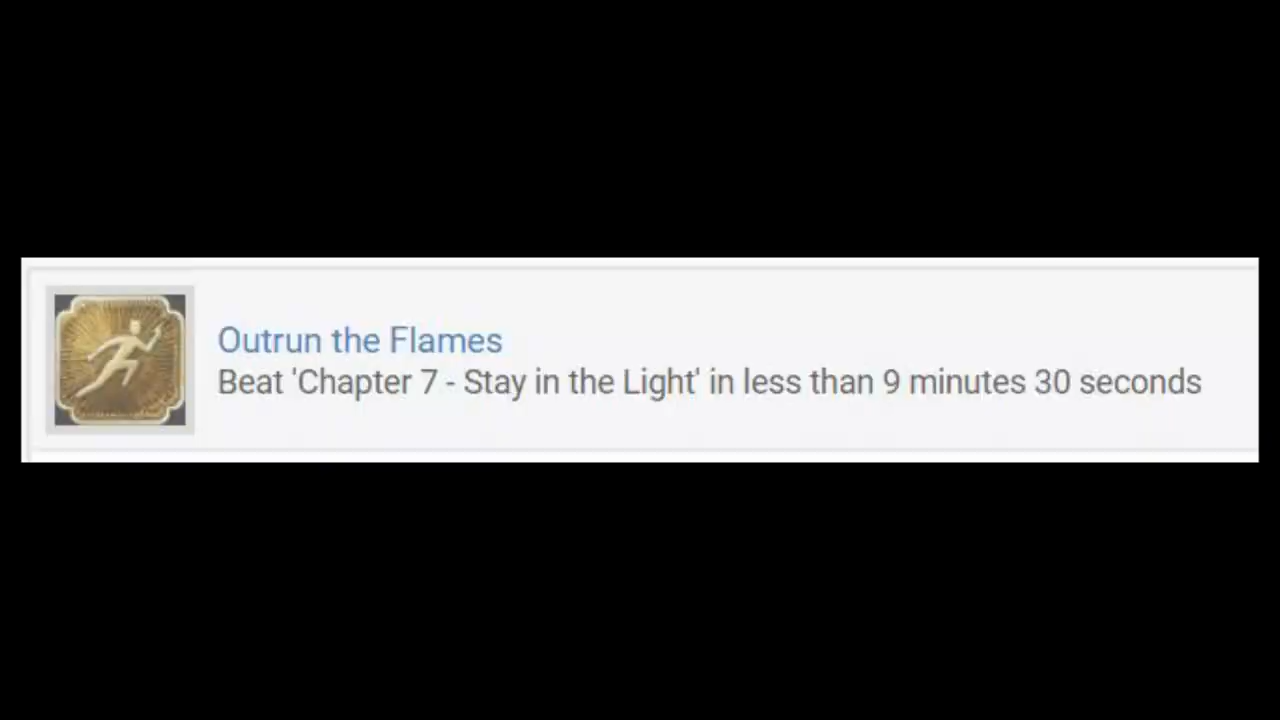 Outrun the Flames
Beat 'Chapter 7 - Stay in the Light' in less than 9 minutes 30 seconds